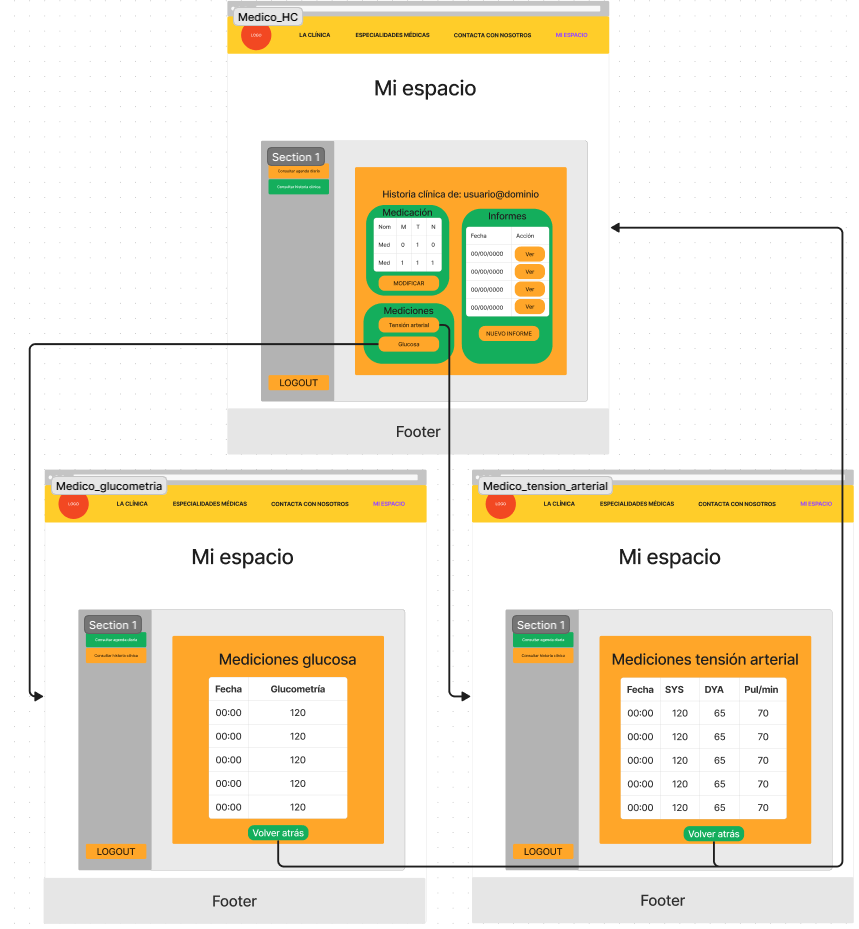 Medico_HC
LOGO LA CLÍNICA ESPECIALIDADES MÉDICAS CONTACTA CON NOSOTROS MI ESPACIO
Mi espacio
Section 1
Consultar agenda diaria
Consultar historia clínica
LOGOUT
Historia clínica de: usuario@dominio
Medicación
Nom M T N
Med 0 1 0
Med 1 1 1
MODIFICAR
Mediciones
Tensión arterial
Glucosa
Informes
Fecha Acción
00/00/0000 Ver
00/00/0000 Ver
00/00/0000 Ver
00/00/0000 Ver
NUEVO INFORME
Footer
Medico_glucometria
LOGO LA CLÍNICA ESPECIALIDADES MÉDICAS CONTACTA CON NOSOTROS MI ESPACIO
Mi espacio
Section 1
Consultar agenda diaria
Consultar historia clínica
LOGOUT
Mediciones glucosa
Fecha Glucometría
00:00 120
00:00 120
00:00 120
00:00 120
00:00 120
Volver atrás
Footer
Medico_tension_arterial
LOGO LA CLÍNICA ESPECIALIDADES MÉDICAS CONTACTA CON NOSOTROS MI ESPACIO
Mi espacio
Section 1
Consultar agenda diaria
Consultar historia clínica
LOGOUT
Mediciones tensión arterial
Fecha SYS DYA Pul/min
00:00 120 65 70
00:00 120 65 70
00:00 120 65 70
00:00 120 65 70
00:00 120 65 70
Volver atrás
Footer